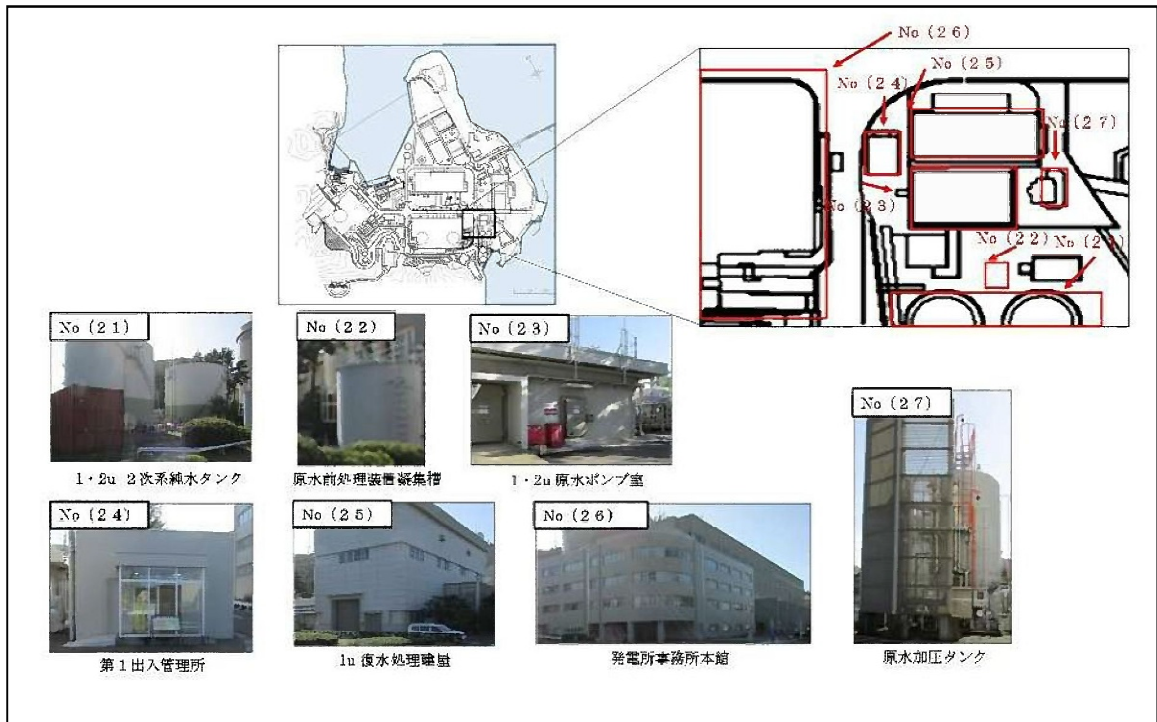 No (26)
No (25)
No (24)
No (27)
No (23)
No (22)
No (21)
No (21)
1・2u 2次系純水タンク
No (22)
原水前処理装置凝集槽
No (23)
1・2u 原水ポンプ室
No (27)
原水加圧タンク
No (24)
第1出入管理所
No (25)
1u 復水処理建屋
No (26)
発電所事務所本館